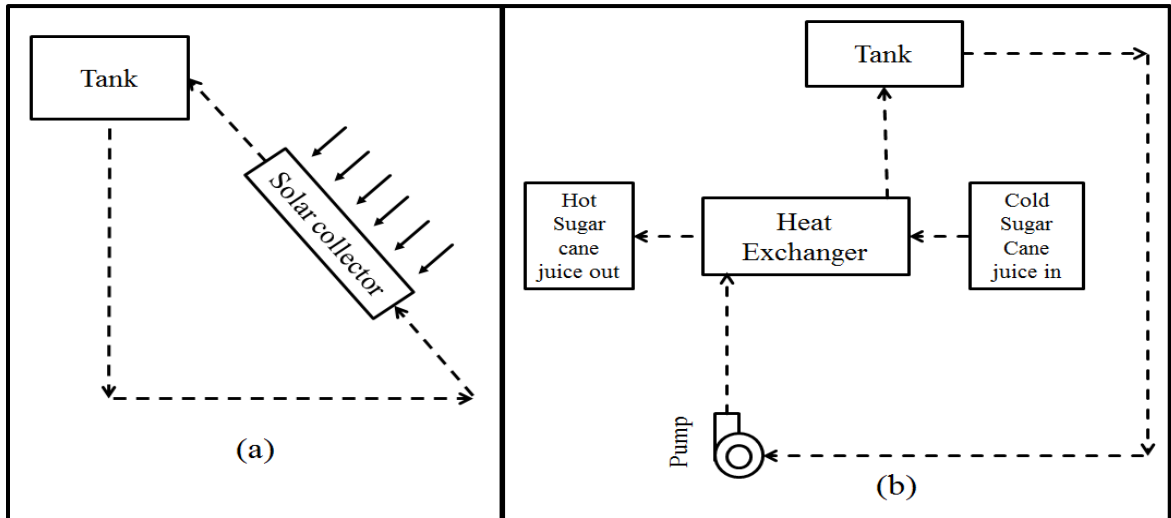 Tank
Solar collector
(a)
Tank
Hot
Sugar
cane
juice out
Heat
Exchanger
Cold
Sugar
Cane
juice in
Pump
(b)